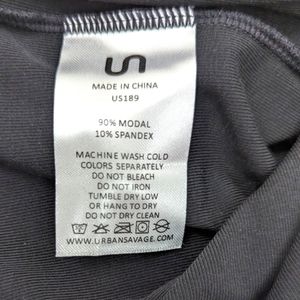 un
MADE IN CHINA
US189
90% MODAL
10% SPANDEX
MACHINE WASH COLD
COLORS SEPARATELY
DO NOT BLEACH
DO NOT IRON
TUMBLE DRY LOW
OR HANG TO DRY
DO NOT DRY CLEAN
WWW.URBANSAVAGE.COM